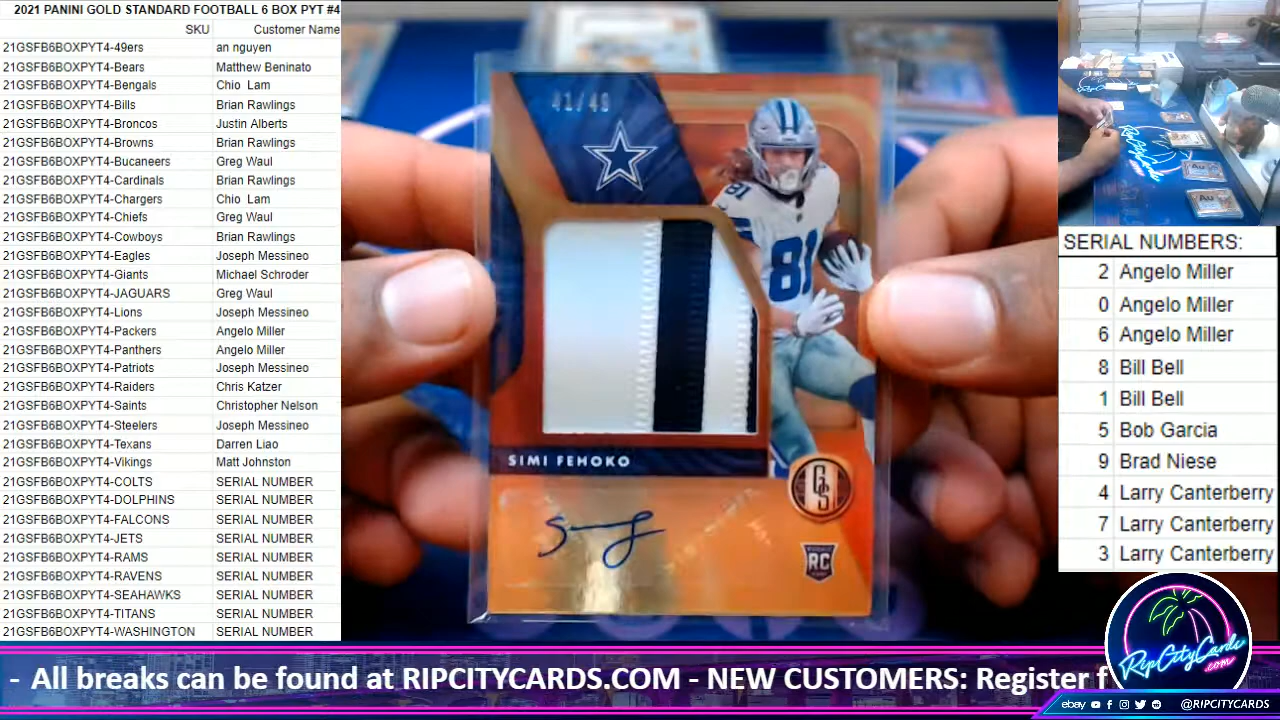 2021 PANINI GOLD STANDARD FOOTBALL 6 BOX PYT #4
SKU Customer Name
21GSFB6BOXPYT4-49ers an nguyen
21GSFB6BOXPYT4-Bears Matthew Beninato
21GSFB6BOXPYT4-Bengals Chio Lam
21GSFB6BOXPYT4-Bills Brian Rawlings
21GSFB6BOXPYT4-Broncos Justin Alberts
21GSFB6BOXPYT4-Browns Brian Rawlings
21GSFB6BOXPYT4-Bucaneers Greg Waul
21GSFB6BOXPYT4-Cardinals Brian Rawlings
21GSFB6BOXPYT4-Chargers Chio Lam
21GSFB6BOXPYT4-Chiefs Greg Waul
21GSFB6BOXPYT4-Cowboys Brian Rawlings
21GSFB6BOXPYT4-Eagles Joseph Messineo
21GSFB6BOXPYT4-Giants Michael Schroder
21GSFB6BOXPYT4-JAGUARS Greg Waul
21GSFB6BOXPYT4-Lions Joseph Messineo
21GSFB6BOXPYT4-Packers Angelo Miller
21GSFB6BOXPYT4-Panthers Angelo Miller
21GSFB6BOXPYT4-Patriots Joseph Messineo
21GSFB6BOXPYT4-Raiders Chris Katzer
21GSFB6BOXPYT4-Saints Christopher Nelson
21GSFB6BOXPYT4-Steelers Joseph Messineo
21GSFB6BOXPYT4-Texans Darren Liao
21GSFB6BOXPYT4-Vikings Matt Johnston
21GSFB6BOXPYT4-COLTS SERIAL NUMBER
21GSFB6BOXPYT4-DOLPHINS SERIAL NUMBER
21GSFB6BOXPYT4-FALCONS SERIAL NUMBER
21GSFB6BOXPYT4-JETS SERIAL NUMBER
21GSFB6BOXPYT4-RAMS SERIAL NUMBER
21GSFB6BOXPYT4-RAVENS SERIAL NUMBER
21GSFB6BOXPYT4-SEAHAWKS SERIAL NUMBER
21GSFB6BOXPYT4-TITANS SERIAL NUMBER
21GSFB6BOXPYT4-WASHINGTON SERIAL NUMBER
41/49
81
81
SIMI FEHOKO
GS
RC
Au
Au
SERIAL NUMBERS:
2 Angelo Miller
0 Angelo Miller
6 Angelo Miller
8 Bill Bell
1 Bill Bell
5 Bob Garcia
9 Brad Niese
4 Larry Canterberry
7 Larry Canterberry
3 Larry Canterberry
- All breaks can be found at RIPCITYCARDS.COM - NEW CUSTOMERS: Register f
RipCityCards
.com
ebay @RIPCITYCARDS